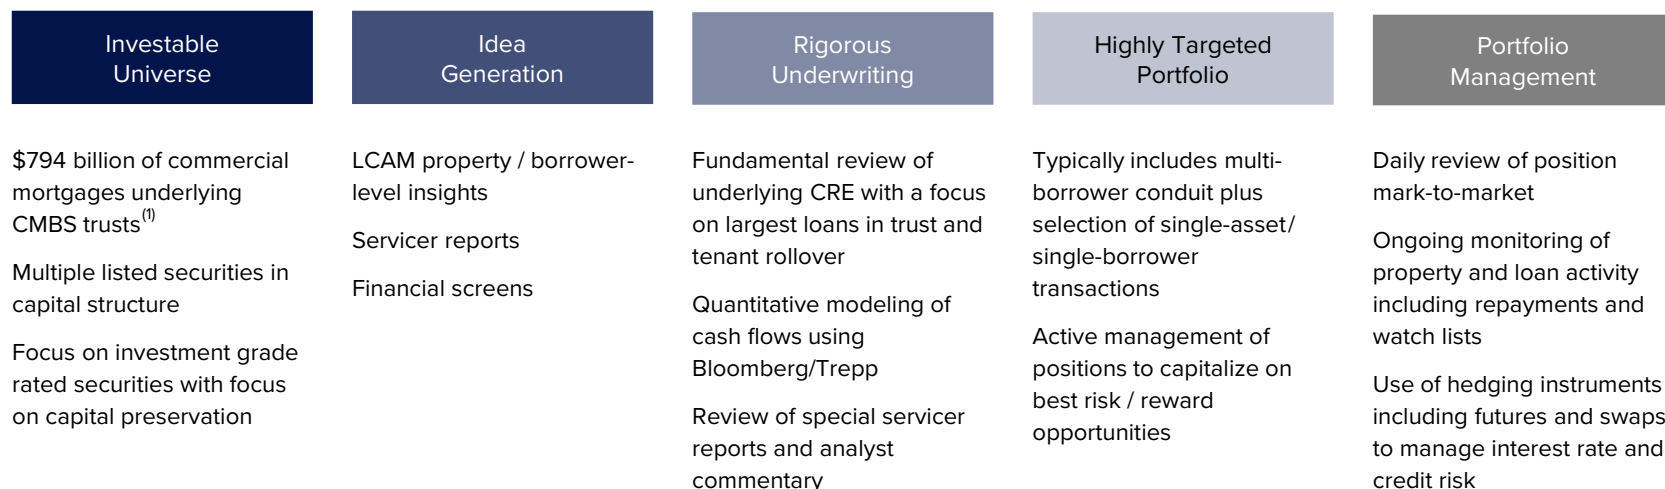 Investable
Universe
$794 billion of commercial
mortgages underlying
CMBS trusts(1)
Multiple listed securities in
capital structure
Focus on investment grade
rated securities with focus
on capital preservation
Idea
Generation
LCAM property / borrower-
level insights
Servicer reports
Financial screens
Rigorous
Underwriting
Fundamental review of
underlying CRE with a focus
on largest loans in trust and
tenant rollover
Quantitative modeling of
cash flows using
Bloomberg/Trepp
Review of special servicer
reports and analyst
commentary
Highly Targeted
Portfolio
Typically includes multi-
borrower conduit plus
selection of single-asset/
single-borrower
transactions
Active management of
positions to capitalize on
best risk / reward
opportunities
Portfolio
Management
Daily review of position
mark-to-market
Ongoing monitoring of
property and loan activity
including repayments and
watch lists
Use of hedging instruments
including futures and swaps
to manage interest rate and
credit risk